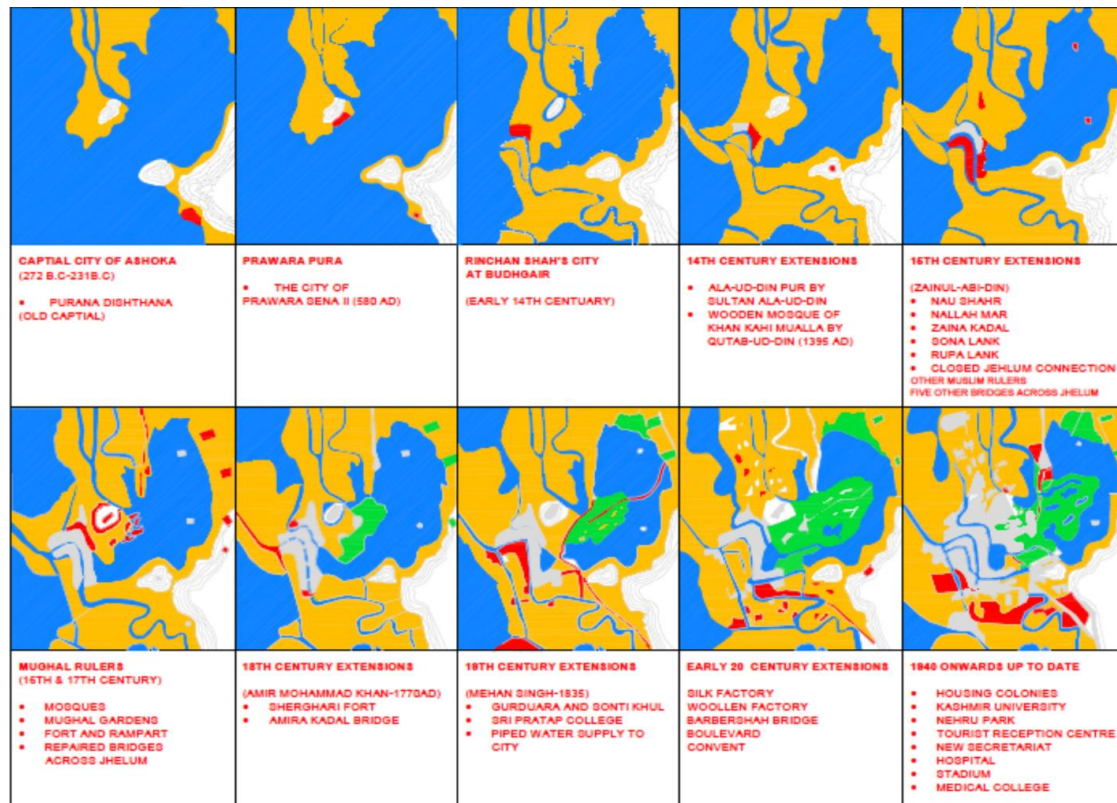 CAPTIAL CITY OF ASHOKA
(272 B.C-231B.C)
• PURANA DISHTHANA
(OLD CAPTIAL)
PRAWARA PURA
• THE CITY OF
PRAWARA SENA II (580 AD)
RINCHAN SHAH'S CITY
AT BUDHGAIR
(EARLY 14TH CENTUARY)
14TH CENTURY EXTENSIONS
• ALA-UD-DIN PUR BY
SULTAN ALA-UD-DIN
• WOODEN MOSQUE OF
KHAN KAHI MUALLA BY
QUTAB-UD-DIN (1395 AD)
15TH CENTURY EXTENSIONS
(ZAINUL-ABI-DIN)
• NAU SHAHR
• NALLAH MAR
• ZAINA KADAL
• SONA LANK
• RUPA LANK
• CLOSED JEHLUM CONNECTION
OTHER MUSLIM RULERS
FIVE OTHER BRIDGES ACROSS JHELUM
MUGHAL RULERS
(16TH & 17TH CENTURY)
• MOSQUES
• MUGHAL GARDENS
• FORT AND RAMPART
• REPAIRED BRIDGES
ACROSS JHELUM
18TH CENTURY EXTENSIONS
(AMIR MOHAMMAD KHAN-1770AD)
• SHERGHARI FORT
• AMIRA KADAL BRIDGE
19TH CENTURY EXTENSIONS
(MEHAN SINGH-1835)
• GURDUARA AND SONTI KHUL
• SRI PRATAP COLLEGE
• PIPED WATER SUPPLY TO
CITY
EARLY 20 CENTURY EXTENSIONS
SILK FACTORY
WOOLLEN FACTORY
BARBERSHAH BRIDGE
BOULEVARD
CONVENT
1940 ONWARDS UP TO DATE
• HOUSING COLONIES
• KASHMIR UNIVERSITY
• NEHRU PARK
• TOURIST RECEPTION CENTRE
• NEW SECRETARIAT
• HOSPITAL
• STADIUM
• MEDICAL COLLEGE